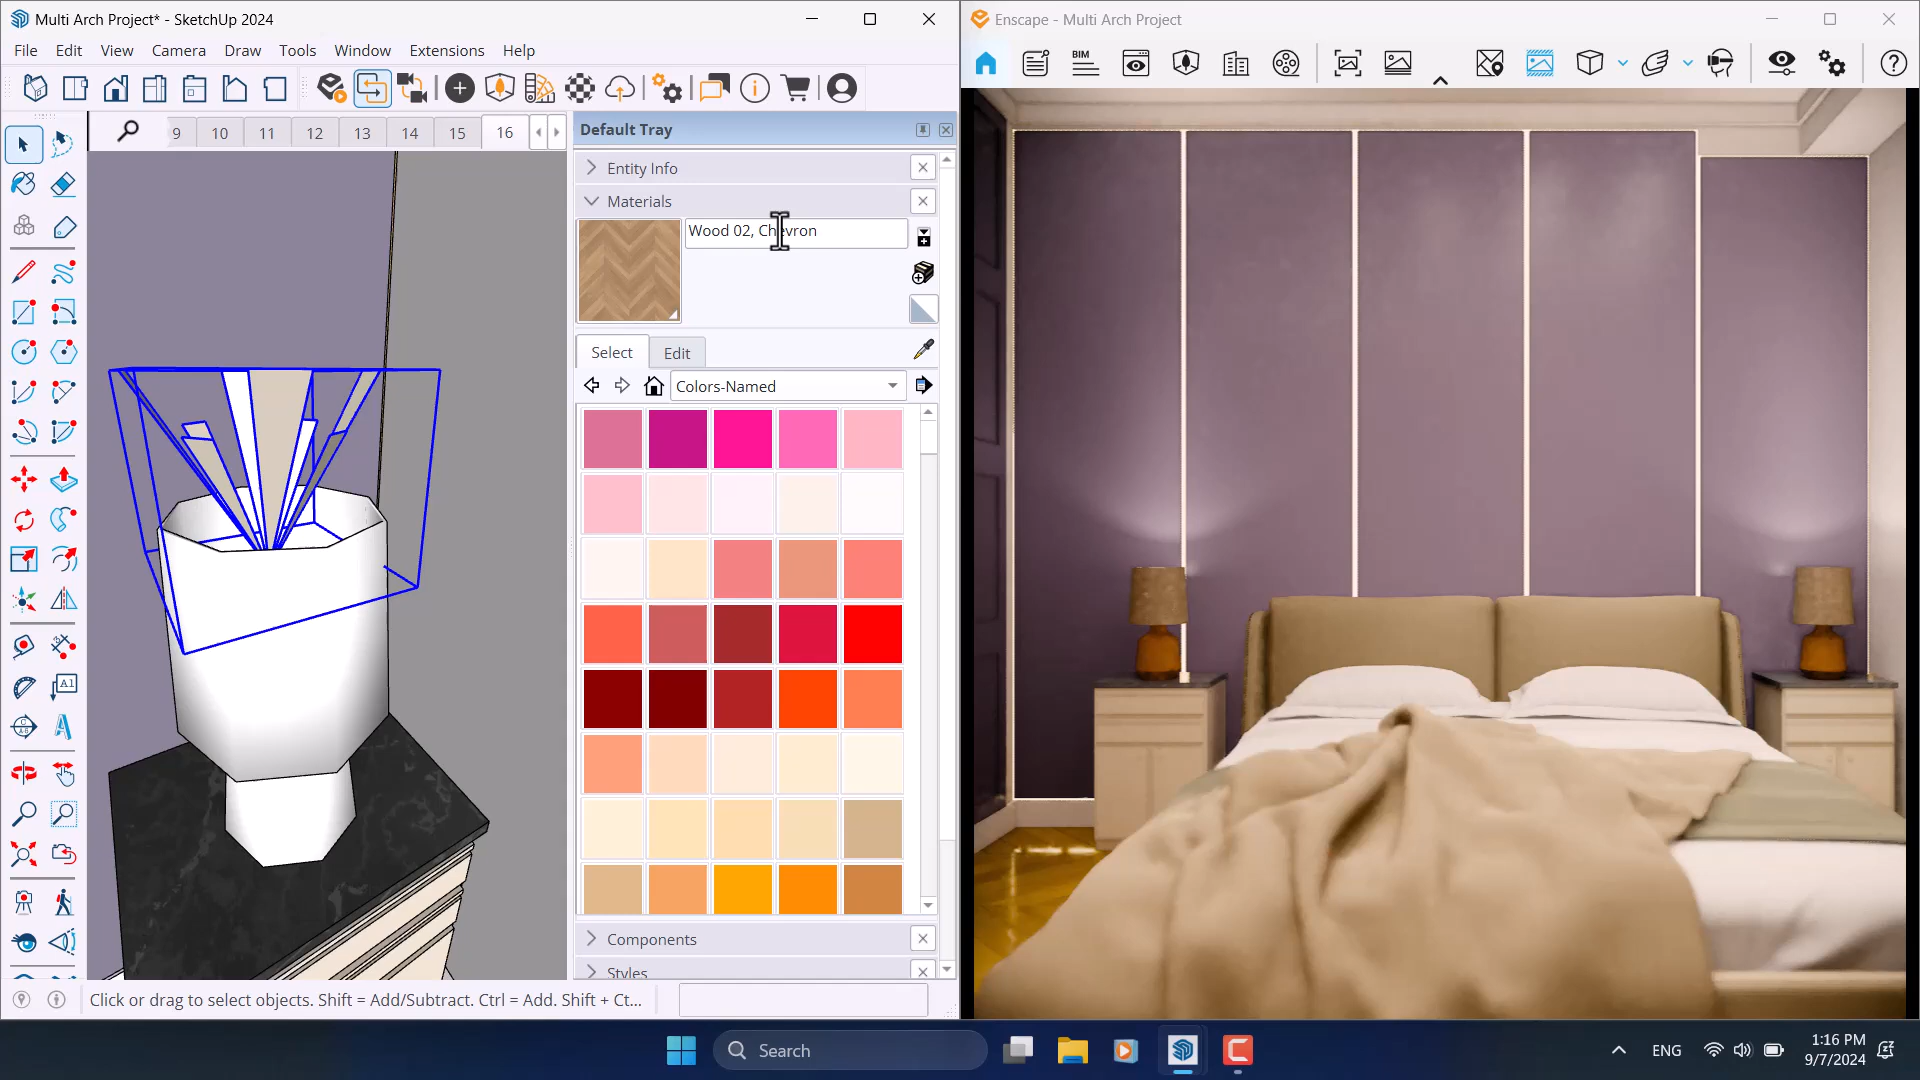 Multi Arch Project* - SketchUp 2024
File Edit View Camera Draw Tools Window Extensions Help
9 10 11 12 13 14 15 16
Default Tray
Entity Info
Materials
Wood 02, Chevron
Select Edit
Colors-Named
Components
Styles
A1
Click or drag to select objects. Shift = Add/Subtract. Ctrl = Add. Shift + Ct...
Enscape - Multi Arch Project
BIM
Search
ENG
1:16 PM
9/7/2024